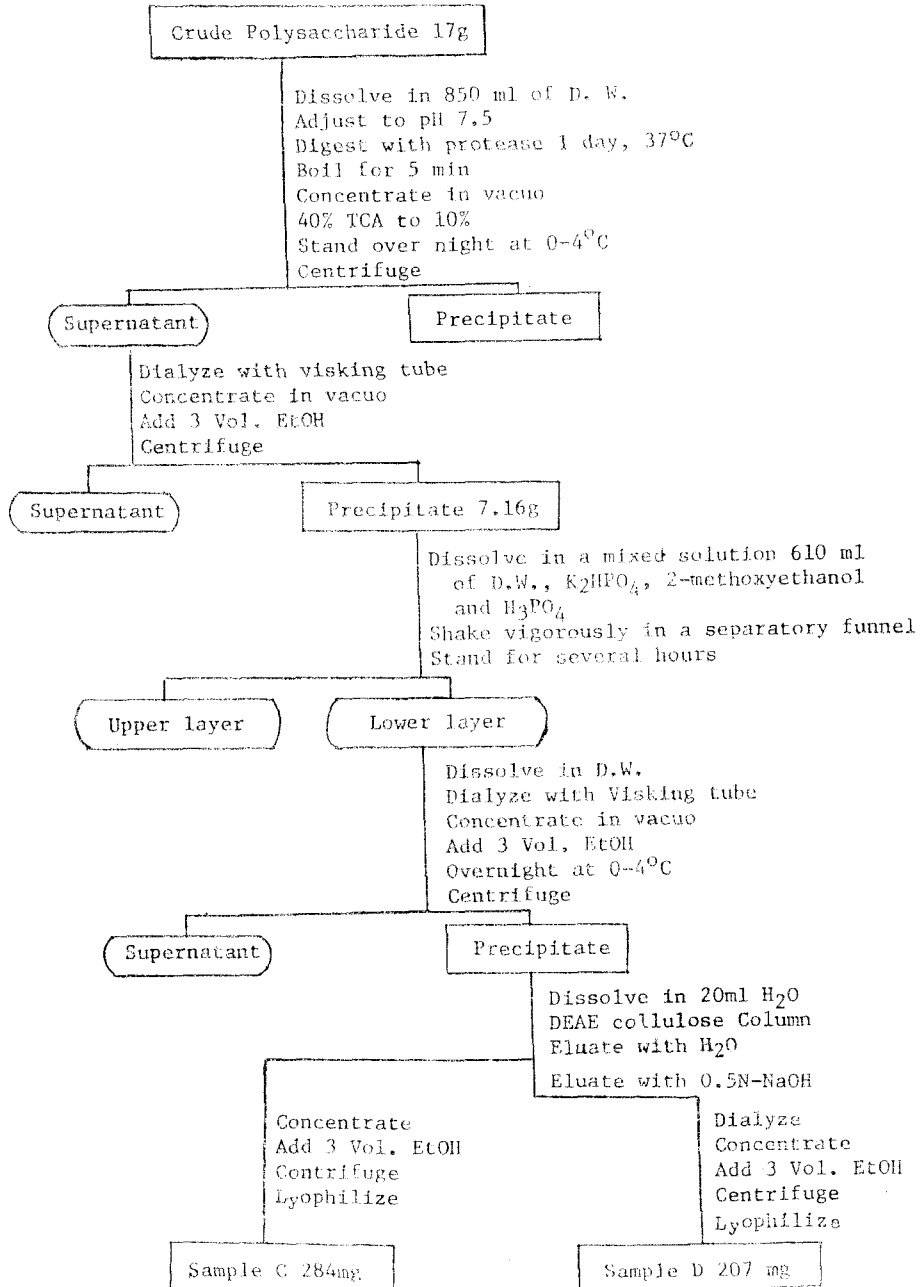 Crude Polysaccharide 17g
Dissolve in 850 ml of D. W.
Adjust to pH 7.5
Digest with protease 1 day, 37°C
Boil for 5 min
Concentrate in vacuo
40% TCA to 10%
Stand over night at 0-4°C
Centrifuge
Supernatant
Precipitate
Dialyze with visking tube
Concentrate in vacuo
Add 3 Vol. EtOH
Centrifuge
Supernatant
Precipitate 7.16g
Dissolve in a mixed solution 610 ml
of D.W., K2HPO4, 2-methoxyethanol
and H3PO4
Shake vigorously in a separatory funnel
Stand for several hours
Upper layer
Lower layer
Dissolve in D.W.
Dialyze with Visking tube
Concentrate in vacuo
Add 3 Vol. EtOH
Overnight at 0-4°C
Centrifuge
Supernatant
Precipitate
Dissolve in 20ml H2O
DEAE collulose Column
Eluate with H2O
Eluate with 0.5N-NaOH
Concentrate
Add 3 Vol. EtOH
Contrifuge
Lyophilize
Dialyze
Concentrate
Add 3 Vol. EtOH
Centrifuge
Lyophilize
Sample C 284mg
Sample D 207 mg